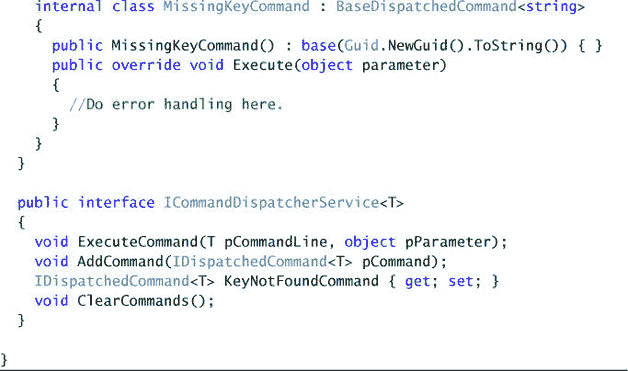 internal class MissingKeyCommand : BaseDispatchedCommand<string>
{
public MissingKeyCommand() : base(Guid.NewGuid().ToString()) { }
public override void Execute(object parameter)
{
//Do error handling here.
}
}
}
public interface ICommandDispatcherService<T>
{
void ExecuteCommand(T pCommandLine, object pParameter);
void AddCommand(IDispatchedCommand<T> pCommand);
IDispatchedCommand<T> KeyNotFoundCommand { get; set; }
void ClearCommands();
}
}